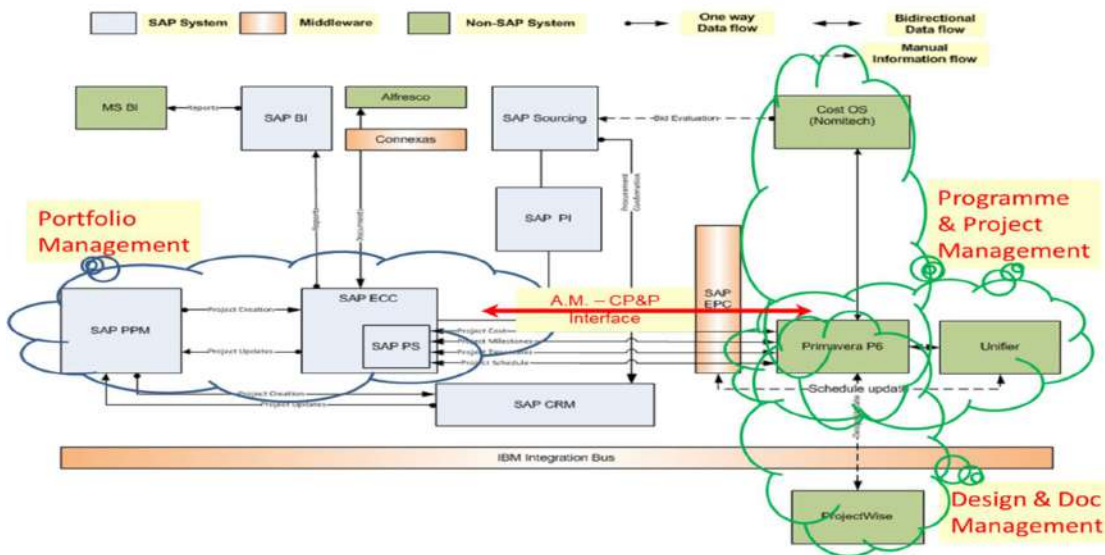 SAP System
Middleware
Non-SAP System
One way
Data flow
Bidirectional
Data flow
Manual
Information flow
MS BI
Reports
SAP BI
Alfresco
Connexas
SAP Sourcing
Bid Evaluation
Cost OS
(Nomitech)
Portfolio
Management
Reports
Documents
SAP PI
Procurement
Programme
& Project
Management
SAP PPM
Project Creation
Project Updates
SAP ECC
SAP PS
A.M. – CP&P
Interface
SAP
EPC
Project Cost
Project Milestones
Project Schedule
Primavera P6
Unifier
Schedule update
Project Creation
Project Updates
SAP CRM
IBM Integration Bus
ProjectWise
Design & Doc
Management